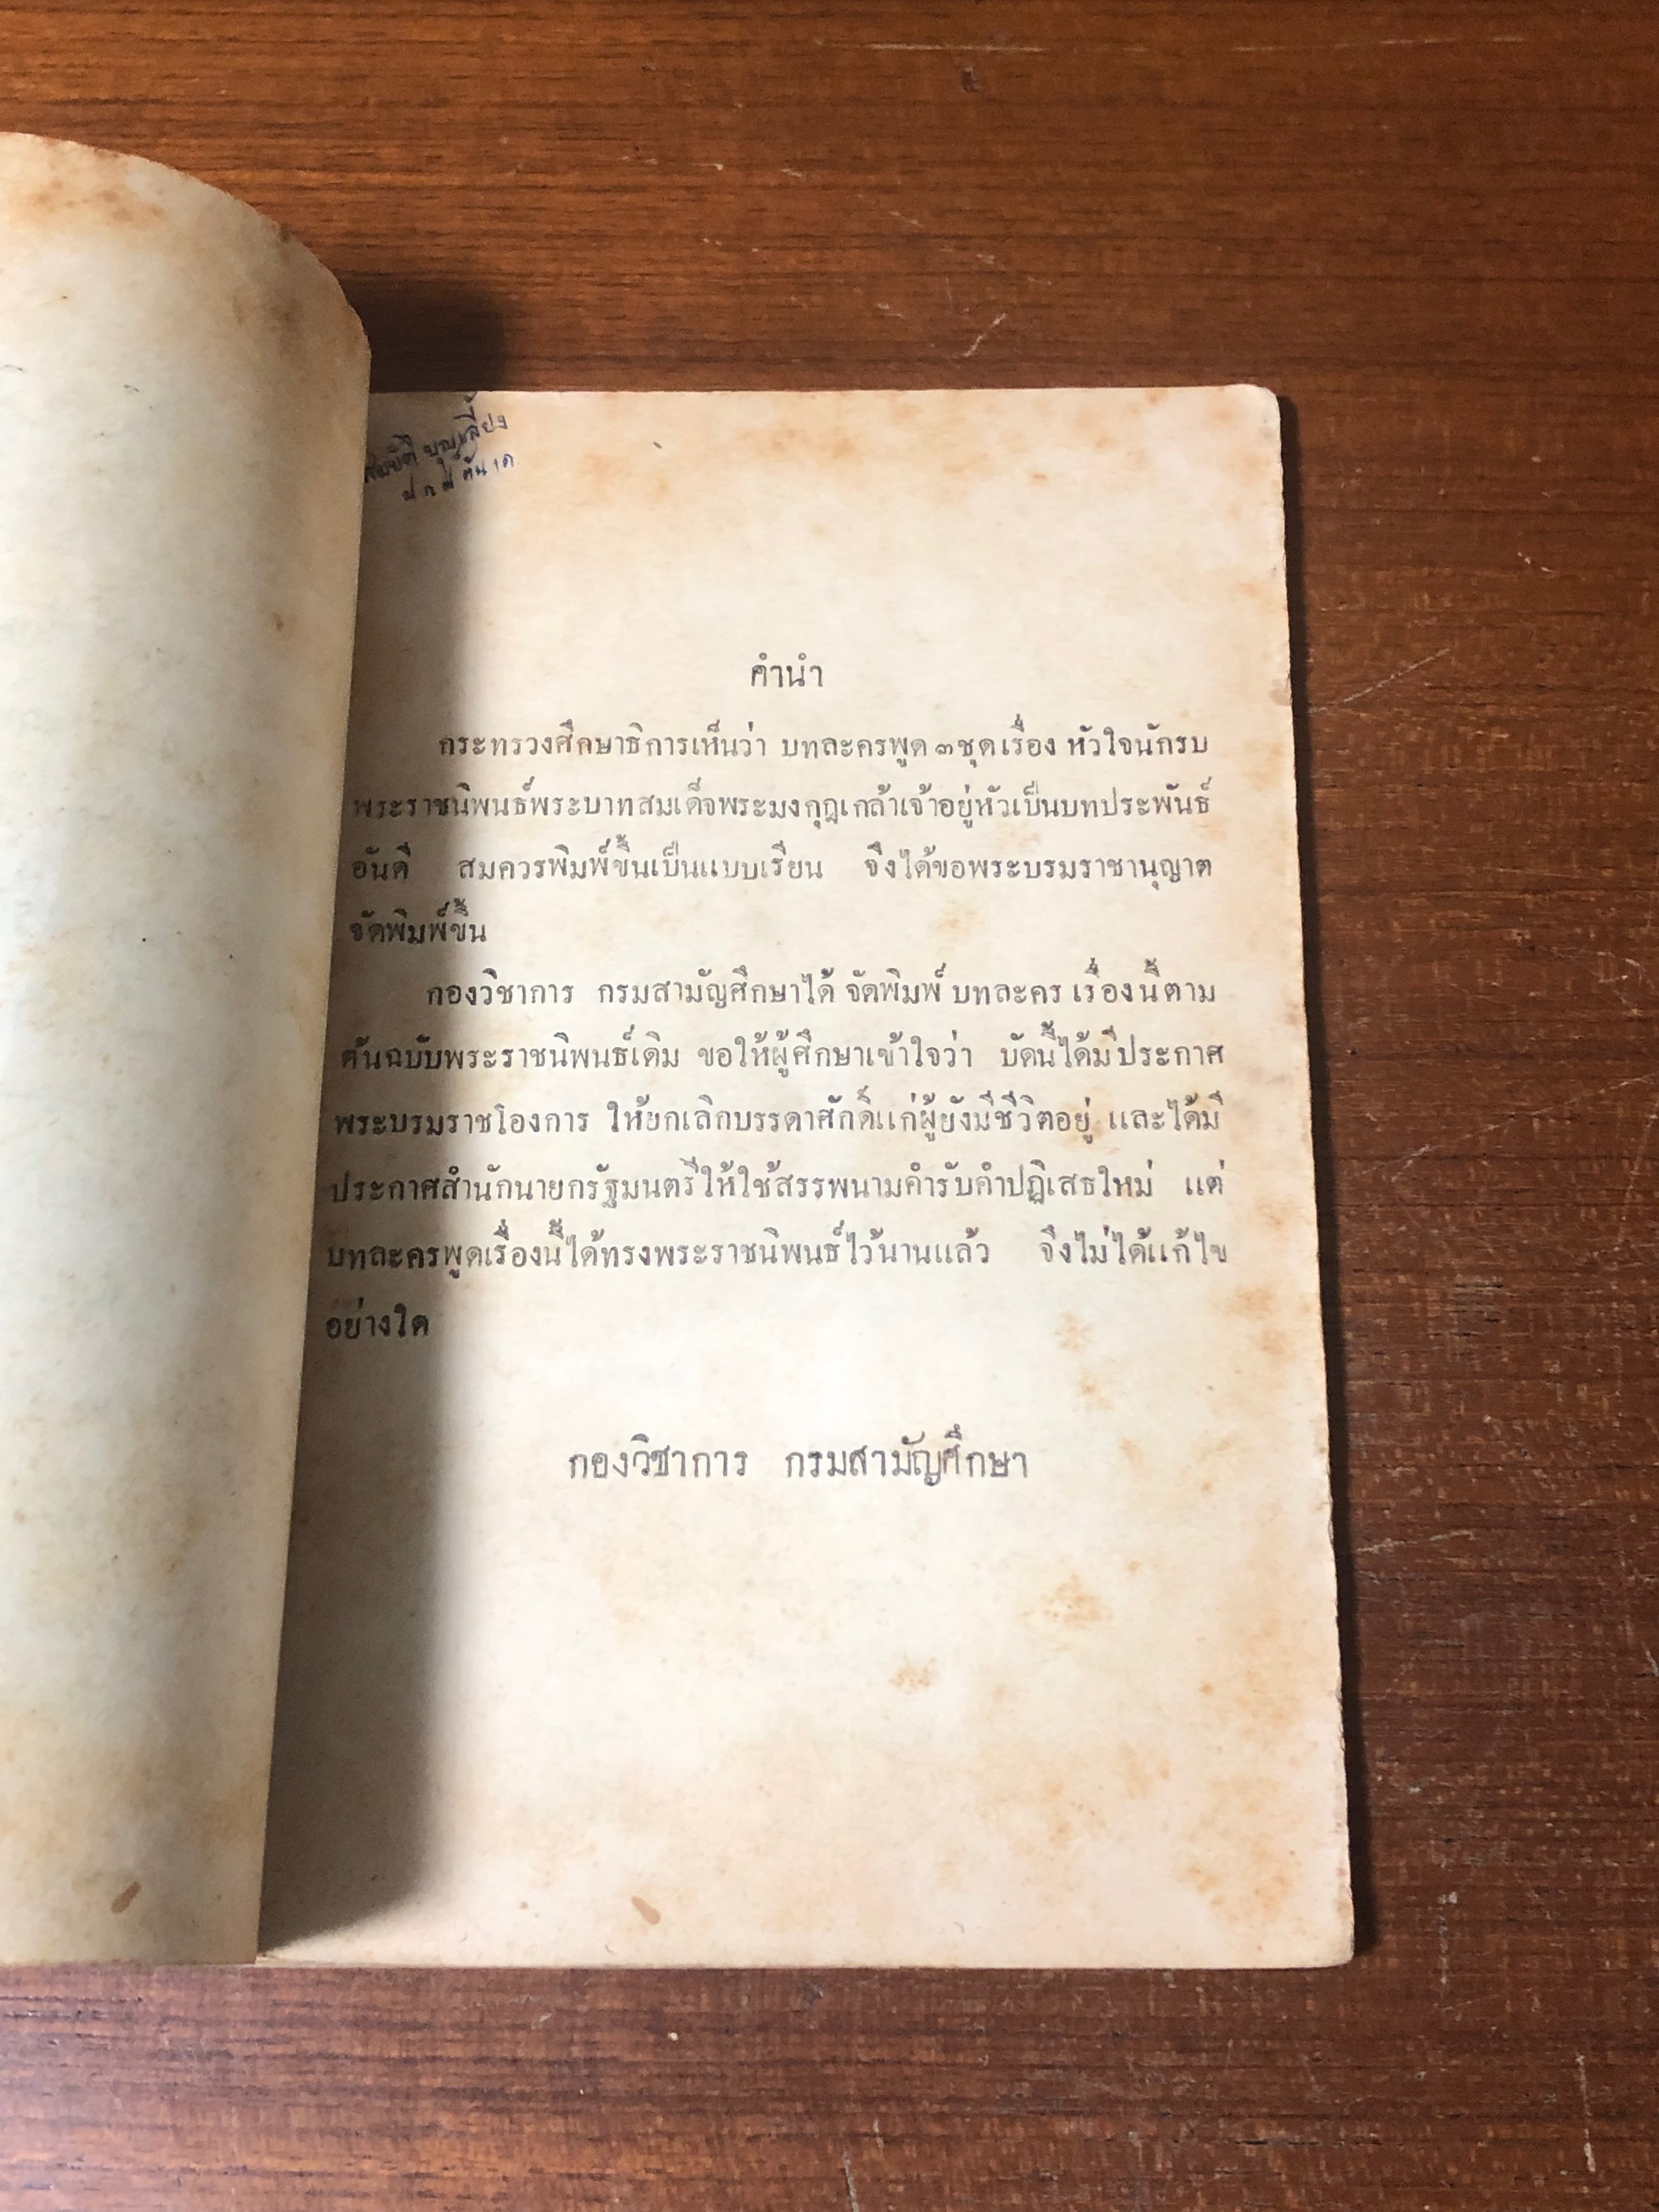 คำนำ
กระทรวงศึกษาธิการเห็นว่า บทละครพูด ๓ ชุด เรื่อง หัวใจนักรบ
พระราชนิพนธ์พระบาทสมเด็จพระมงกุฎเกล้าเจ้าอยู่หัวเป็นบทประพันธ์
อันดี สมควรพิมพ์ขึ้นเป็นแบบเรียน จึงได้ขอพระบรมราชานุญาต
จัดพิมพ์ขึ้น
กองวิชาการ กรมสามัญศึกษาได้ จัดพิมพ์ บทละคร เรื่องนี้ตาม
ต้นฉบับพระราชนิพนธ์เดิม ขอให้ผู้ศึกษาเข้าใจว่า บัดนี้ได้มีประกาศ
พระบรมราชโองการ ให้ยกเลิกบรรดาศักดิ์แก่ผู้ยังมีชีวิตอยู่ และได้มี
ประกาศสำนักนายกรัฐมนตรีให้ใช้สรรพนามคำรับคำปฏิเสธใหม่ แต่
บทละครพูดเรื่องนี้ได้ทรงพระราชนิพนธ์ไว้นานแล้ว จึงไม่ได้แก้ไข
อย่างใด
กองวิชาการ กรมสามัญศึกษา